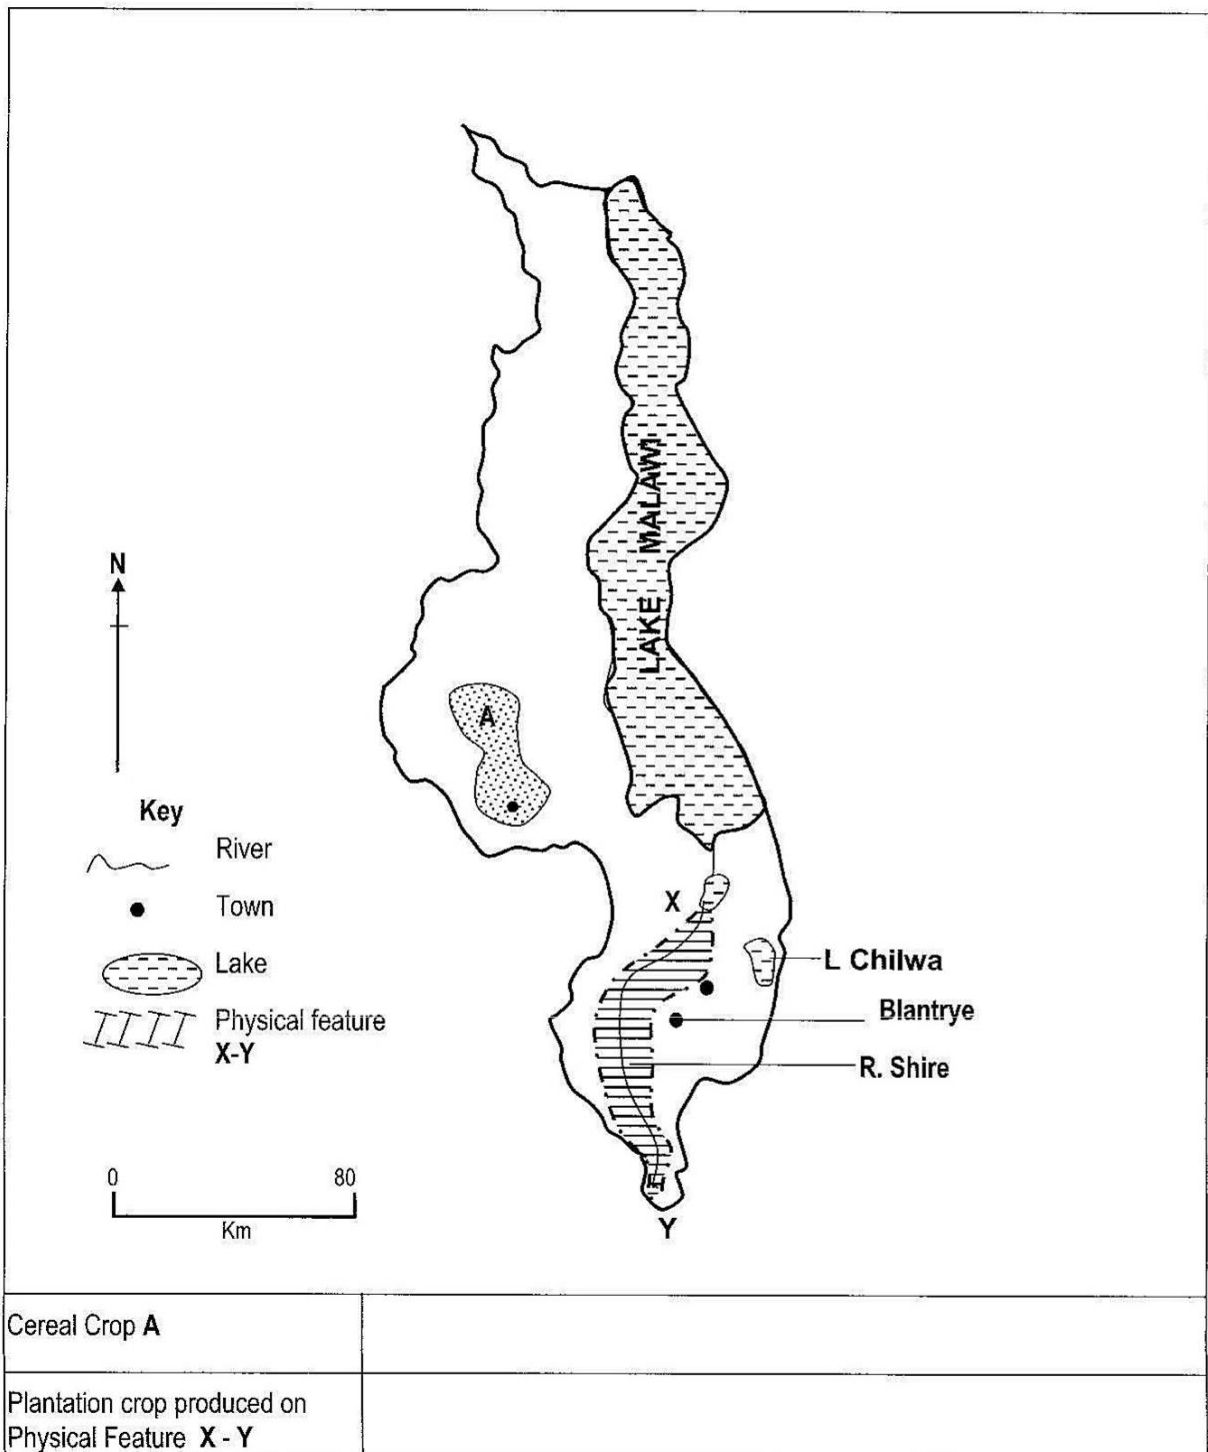 LAKE MALAWI
N
A
Key
River
Town
Lake
Physical feature
X-Y
X
L Chilwa
Blantrye
R. Shire
0 80
Km
Y
Cereal Crop A
Plantation crop produced on
Physical Feature X - Y